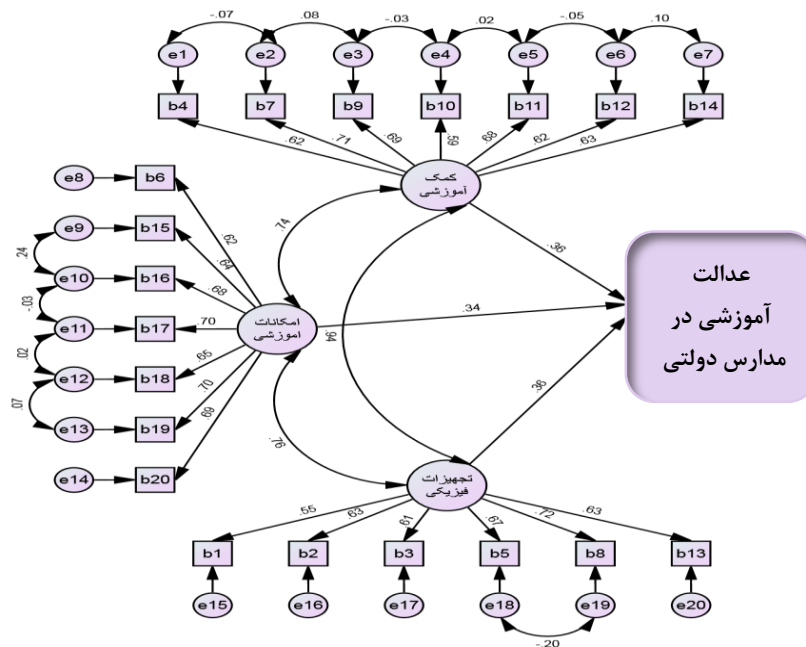 -.07 .08 -.03 .02 -.05 .10
e1 e2 e3 e4 e5 e6 e7
b4 b7 b9 b10 b11 b12 b14
.62 .71 .69 .59 .68 .62 .63
کمک
آموزشی
e8 b6
e9 b15
e10 b16
e11 b17
e12 b18
e13 b19
e14 b20
.24
-.03
.02
.07
.62
.64
.68
.70
.65
.70
.69
امکانات
اموزشی
.74
.94
.76
.36
.34
.36
عدالت
آموزشی در
مدارس دولتی
تجهیزات
فیزیکی
.55 .63 .61 .67 .72 .63
b1 b2 b3 b5 b8 b13
e15 e16 e17 e18 e19 e20
-.20